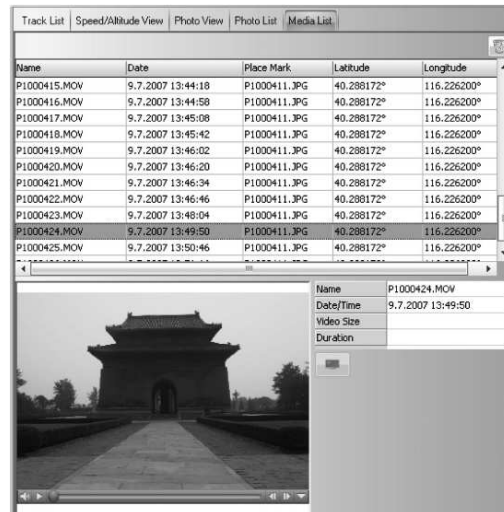 Track List Speed/Altitude View Photo View Photo List Media List
Name Date Place Mark Latitude Longitude
P1000415.MOV 9.7.2007 13:44:18 P1000411.JPG 40.288172° 116.226200°
P1000416.MOV 9.7.2007 13:44:58 P1000411.JPG 40.288172° 116.226200°
P1000417.MOV 9.7.2007 13:45:08 P1000411.JPG 40.288172° 116.226200°
P1000418.MOV 9.7.2007 13:45:42 P1000411.JPG 40.288172° 116.226200°
P1000419.MOV 9.7.2007 13:46:02 P1000411.JPG 40.288172° 116.226200°
P1000420.MOV 9.7.2007 13:46:20 P1000411.JPG 40.288172° 116.226200°
P1000421.MOV 9.7.2007 13:46:34 P1000411.JPG 40.288172° 116.226200°
P1000422.MOV 9.7.2007 13:46:46 P1000411.JPG 40.288172° 116.226200°
P1000423.MOV 9.7.2007 13:48:04 P1000411.JPG 40.288172° 116.226200°
P1000424.MOV 9.7.2007 13:49:50 P1000411.JPG 40.288172° 116.226200°
P1000425.MOV 9.7.2007 13:50:46 P1000411.JPG 40.288172° 116.226200°
Name P1000424.MOV
Date/Time 9.7.2007 13:49:50
Video Size
Duration